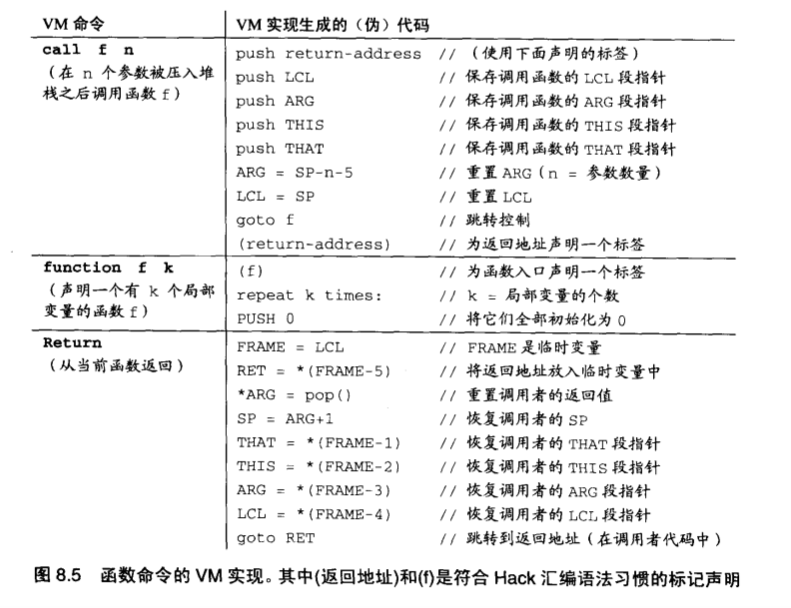 VM 命令 VM 实现生成的（伪）代码
call f n push return-address // （使用下面声明的标签）
（在 n 个参数被压入堆 push LCL // 保存调用函数的 LCL 段指针
栈之后调用函数 f） push ARG // 保存调用函数的 ARG 段指针
push THIS // 保存调用函数的 THIS 段指针
push THAT // 保存调用函数的 THAT 段指针
ARG = SP-n-5 // 重置 ARG（n = 参数数量）
LCL = SP // 重置 LCL
goto f // 跳转控制
(return-address) // 为返回地址声明一个标签
function f k (f) // 为函数入口声明一个标签
（声明一个有 k 个局部 repeat k times: // k = 局部变量的个数
变量的函数 f） PUSH 0 // 将它们全部初始化为 0
Return FRAME = LCL // FRAME 是临时变量
（从当前函数返回） RET = *(FRAME-5) // 将返回地址放入临时变量中
*ARG = pop() // 重置调用者的返回值
SP = ARG+1 // 恢复调用者的 SP
THAT = *(FRAME-1) // 恢复调用者的 THAT 段指针
THIS = *(FRAME-2) // 恢复调用者的 THIS 段指针
ARG = *(FRAME-3) // 恢复调用者的 ARG 段指针
LCL = *(FRAME-4) // 恢复调用者的 LCL 段指针
goto RET // 跳转到返回地址（在调用者代码中）
图 8.5 函数命令的 VM 实现。其中(返回地址)和(f)是符合 Hack 汇编语法习惯的标记声明